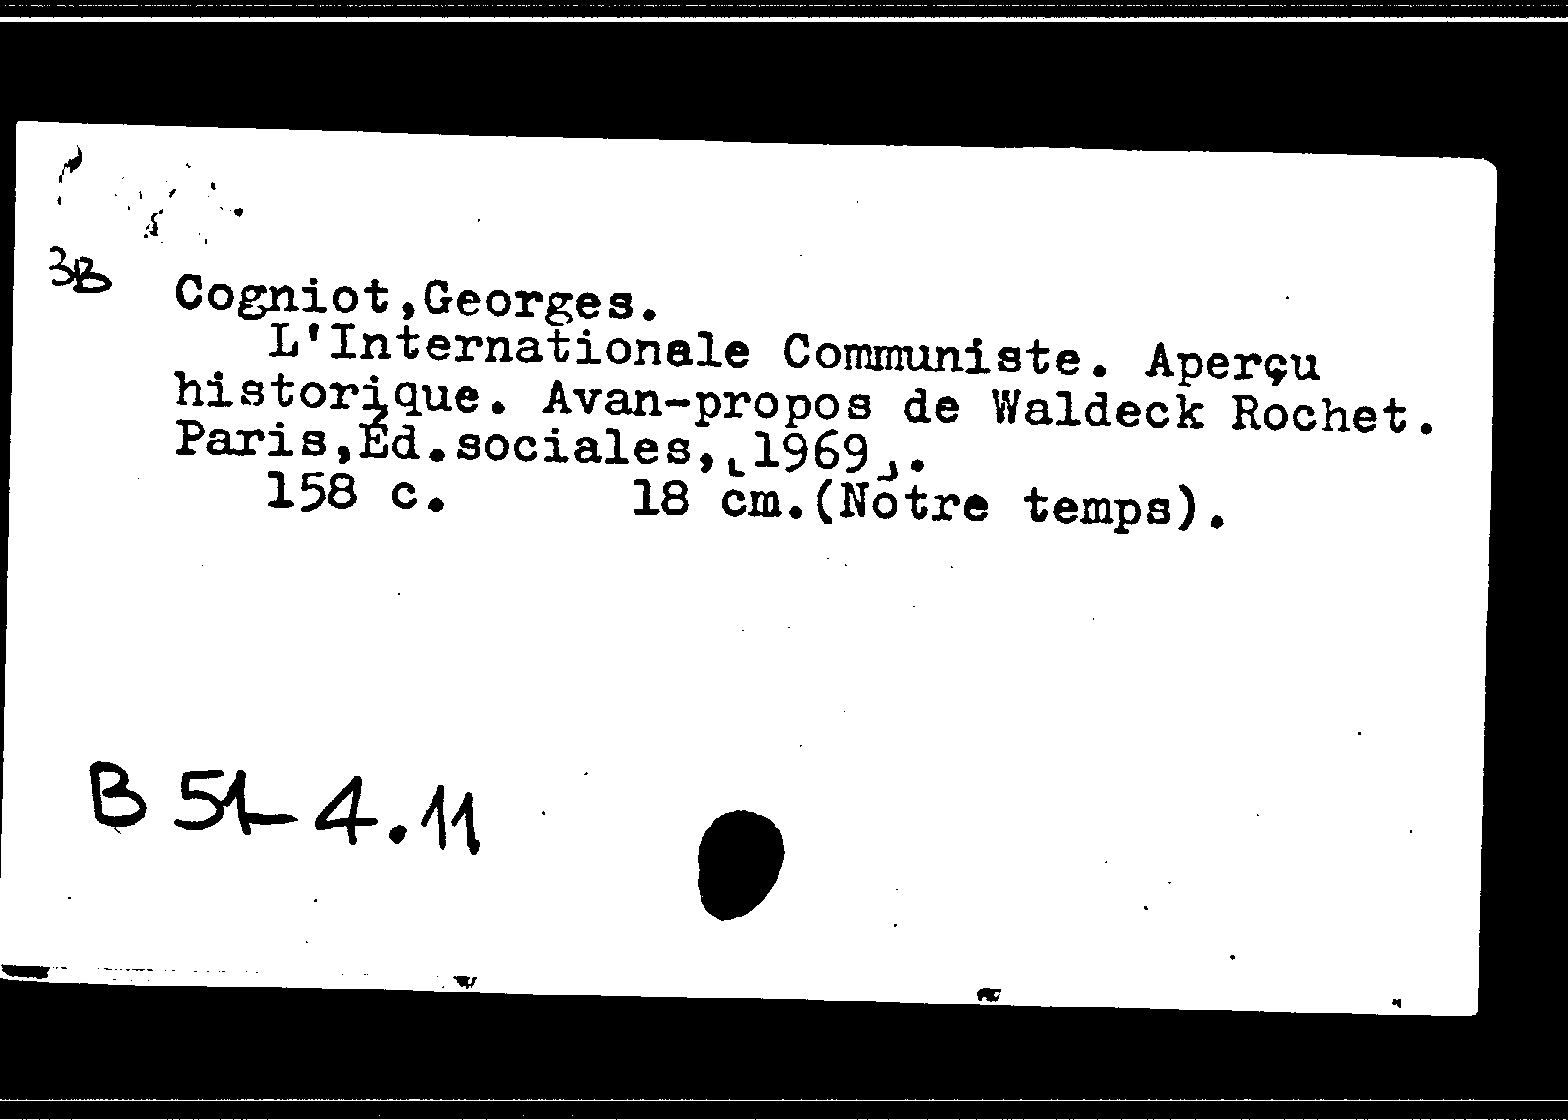 3B
Cogniot,Georges.
L'Internationale Communiste. Aperçu
historique. Avan-propos de Waldeck Rochet.
Paris,Éd.sociales,[1969].
158 c. 18 cm.(Nótre temps).
B 51-4.11